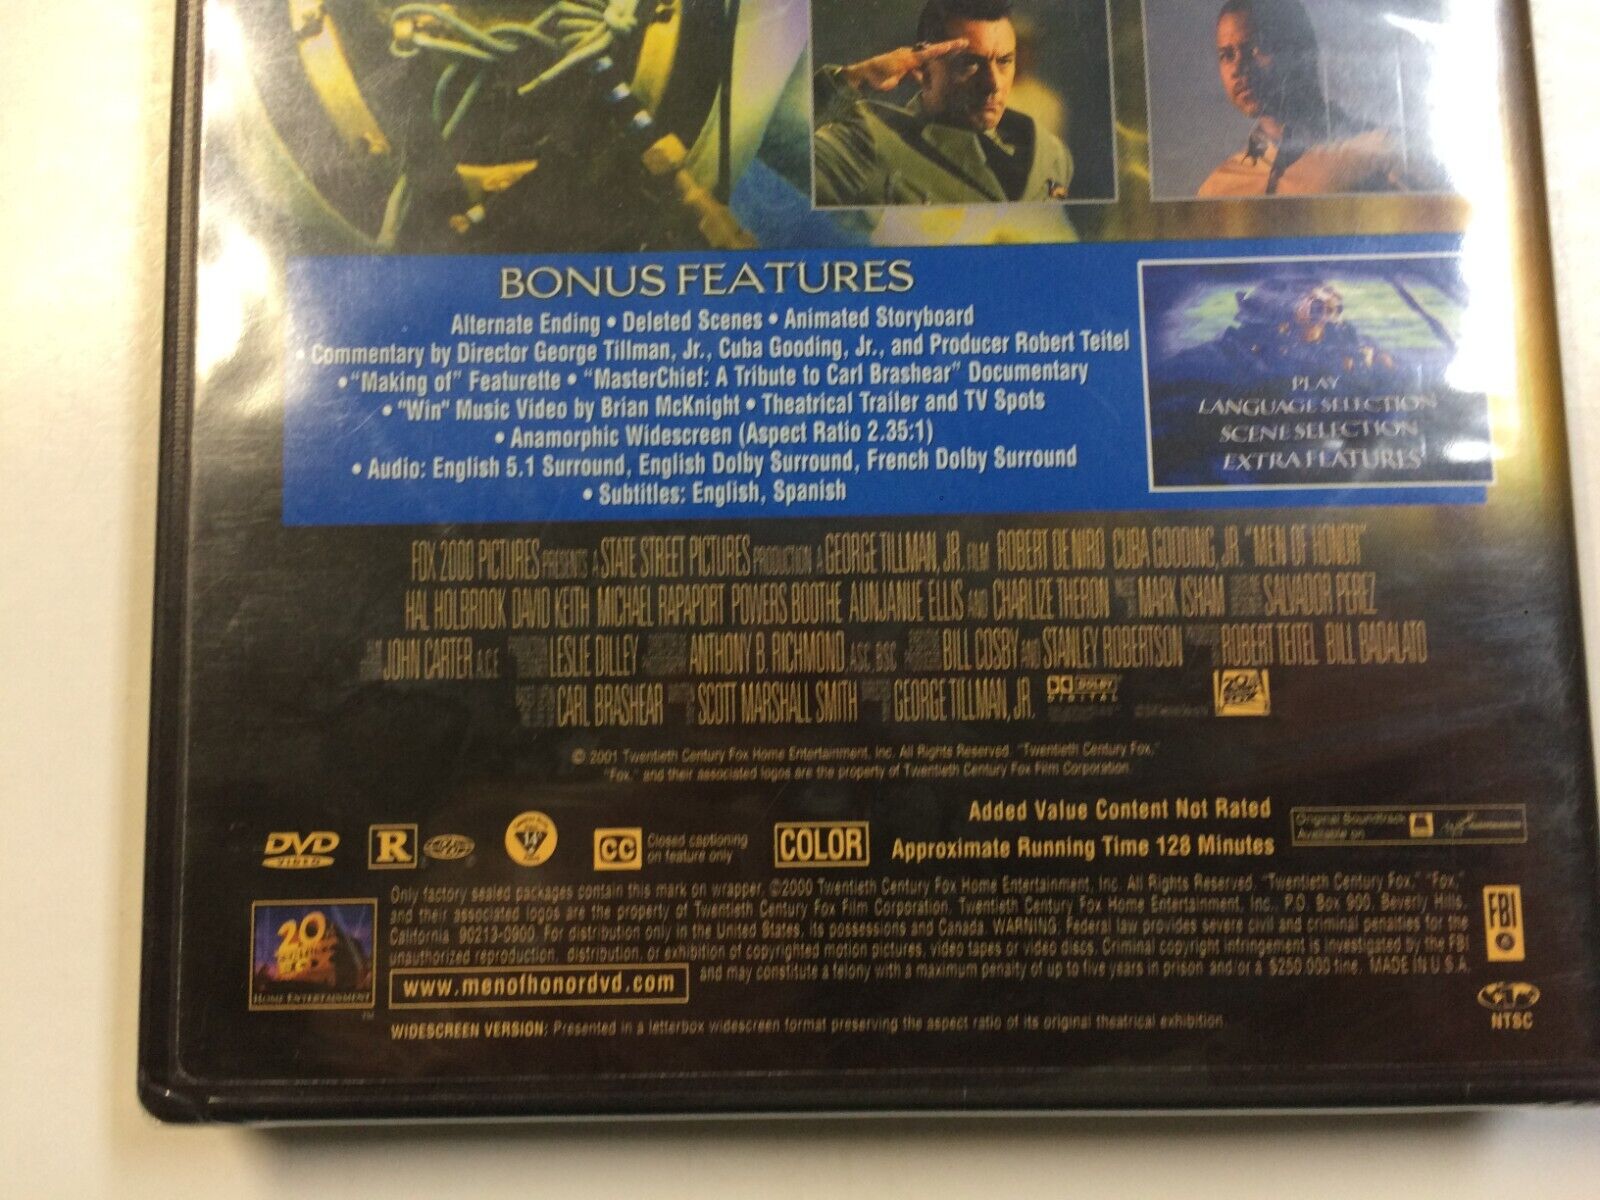 BONUS FEATURES
Alternate Ending • Deleted Scenes • Animated Storyboard
• Commentary by Director George Tillman, Jr., Cuba Gooding, Jr., and Producer Robert Teitel
• "Making of" Featurette • "MasterChief: A Tribute to Carl Brashear" Documentary
• "Win" Music Video by Brian McKnight • Theatrical Trailer and TV Spots
• Anamorphic Widescreen (Aspect Ratio 2.35:1)
• Audio: English 5.1 Surround, English Dolby Surround, French Dolby Surround
• Subtitles: English, Spanish
PLAY
LANGUAGE SELECTION
SCENE SELECTION
EXTRA FEATURES
FOX 2000 PICTURES PRESENTS A STATE STREET PICTURES PRODUCTION A GEORGE TILLMAN, JR. FILM ROBERT DE NIRO CUBA GOODING, JR. "MEN OF HONOR"
HAL HOLBROOK DAVID KEITH MICHAEL RAPAPORT POWERS BOOTHE AUNJANUE ELLIS AND CHARLIZE THERON MARK ISHAM SALVADOR PEREZ
JOHN CARTER A.C.E. LESLIE DILLEY ANTHONY B. RICHMOND A.S.C. B.S.C. BILL COSBY AND STANLEY ROBERTSON ROBERT TEITEL BILL BADALATO
CARL BRASHEAR SCOTT MARSHALL SMITH GEORGE TILLMAN, JR. DOLBY DIGITAL
© 2001 Twentieth Century Fox Home Entertainment, Inc. All Rights Reserved. "Twentieth Century Fox,"
"Fox," and their associated logos are the property of Twentieth Century Fox Film Corporation.
DVD VIDEO
R
14
CC
Closed captioning
on feature only
COLOR
Added Value Content Not Rated
Approximate Running Time 128 Minutes
Original Soundtrack
Available on
Only factory sealed packages contain this mark on wrapper. ©2000 Twentieth Century Fox Home Entertainment, Inc. All Rights Reserved. "Twentieth Century Fox," "Fox,"
and their associated logos are the property of Twentieth Century Fox Film Corporation. Twentieth Century Fox Home Entertainment, Inc., P.O. Box 900, Beverly Hills,
California 90213-0900. For distribution only in the United States, its possessions and Canada. WARNING: Federal law provides severe civil and criminal penalties for the
unauthorized reproduction, distribution, or exhibition of copyrighted motion pictures, video tapes or video discs. Criminal copyright infringement is investigated by the FBI
and may constitute a felony with a maximum penalty of up to five years in prison and/or a $250,000 fine. MADE IN U.S.A.
www.menofhonordvd.com
20
HOME ENTERTAINMENT
TM
FBI
NTSC
WIDESCREEN VERSION: Presented in a letterbox widescreen format preserving the aspect ratio of its original theatrical exhibition.